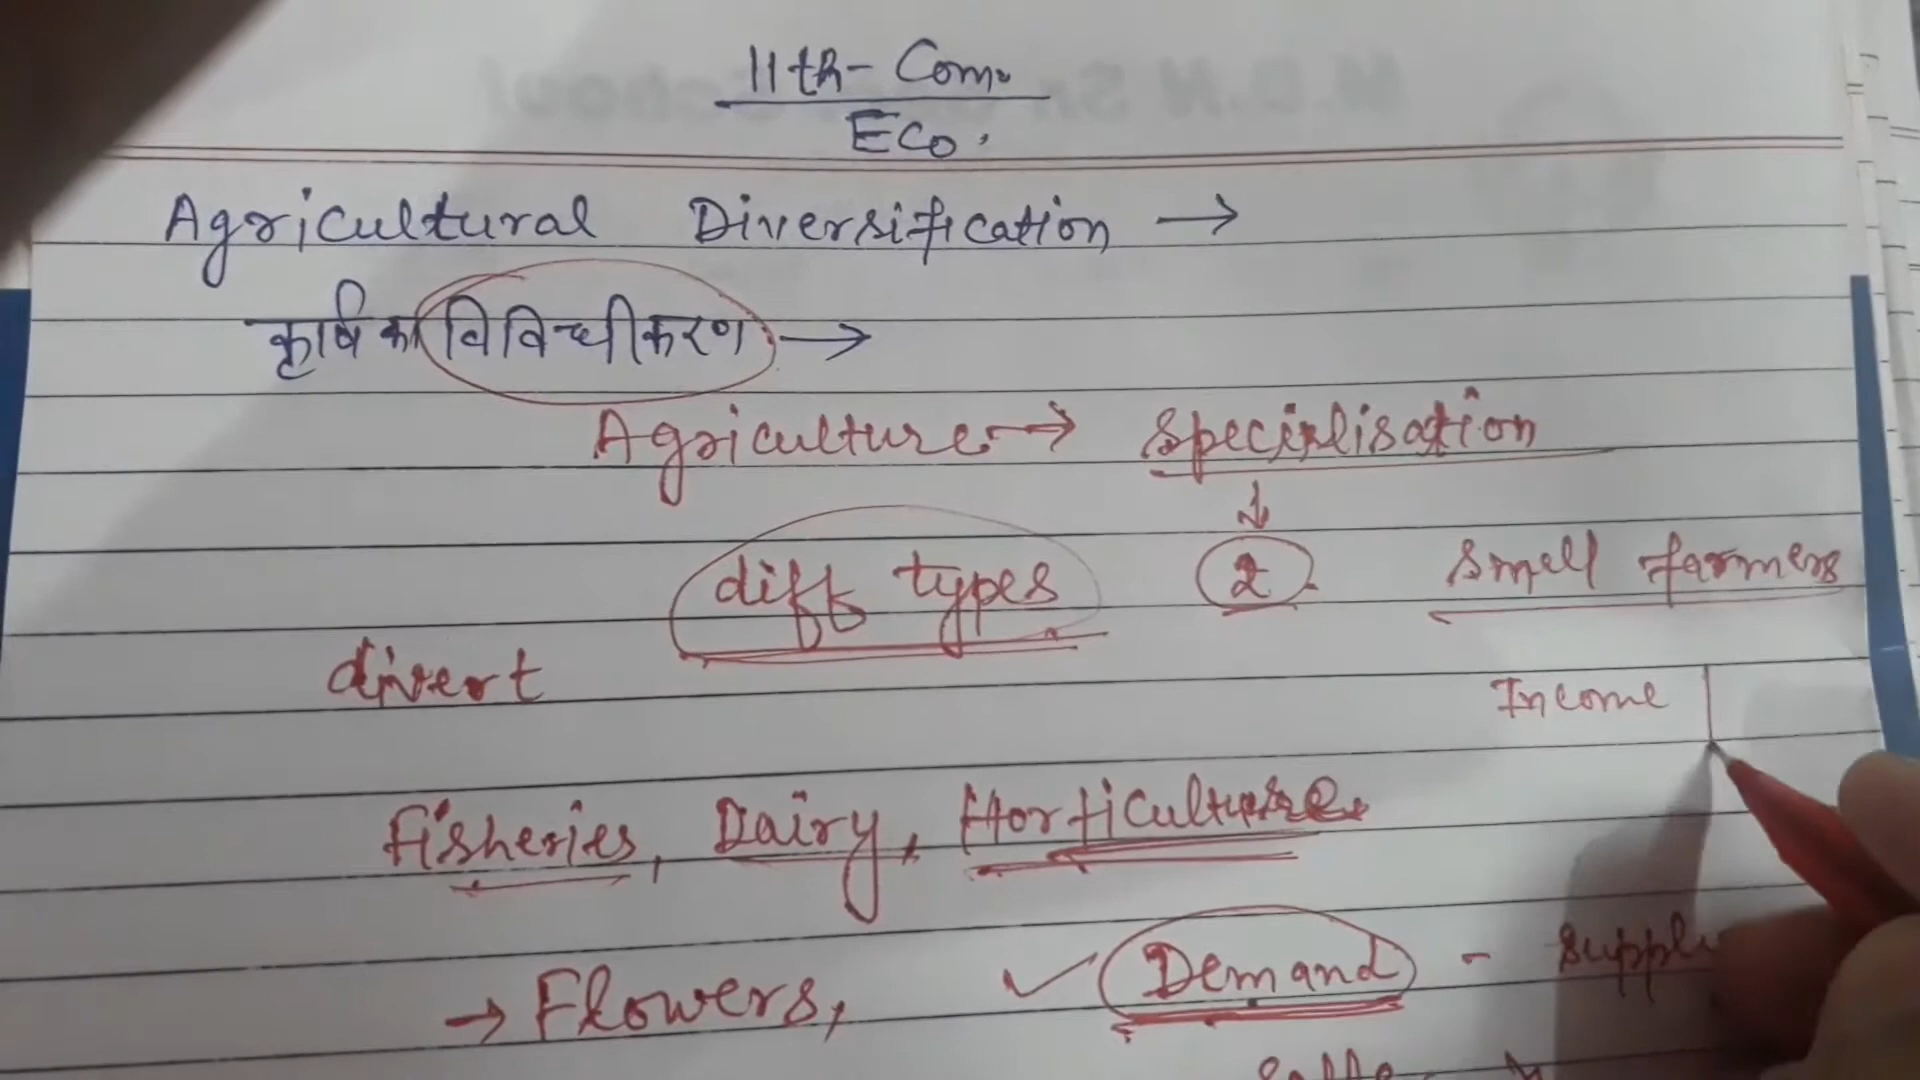 11th - Com.
Eco.
Agricultural Diversification →
कृषि का विविधीकरण →
Agriculture → Specialisation
↓
diff types 2 Small farmers
divert
Income
Fisheries, Dairy, Horticulture
→ Flowers, ✓ Demand -